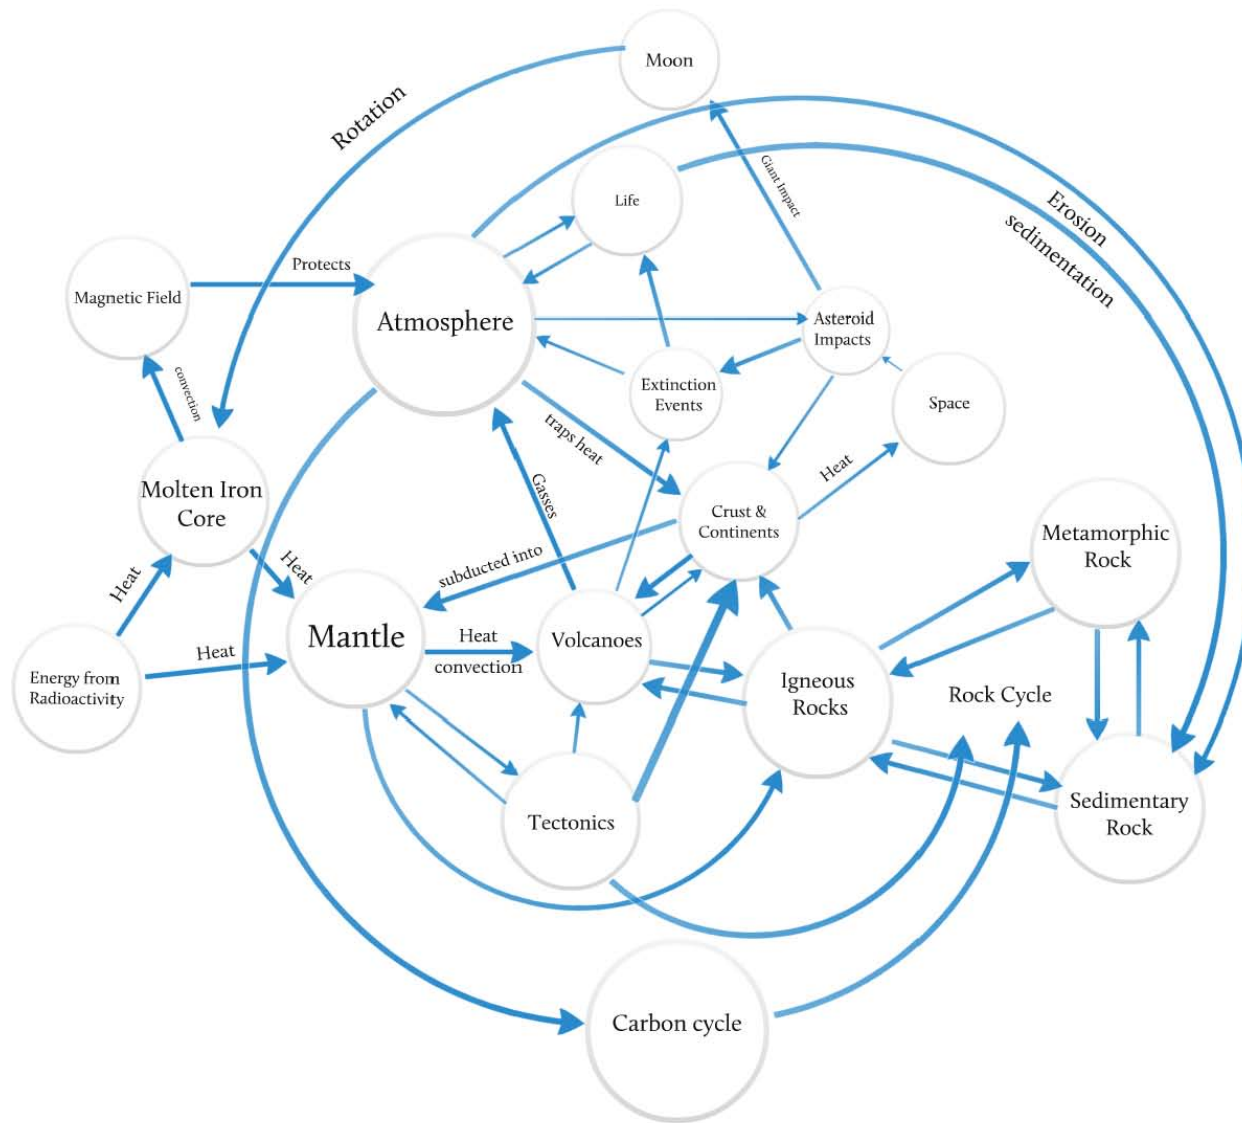 Moon
Rotation
Giant Impact
Life
Erosion
sedimentation
Protects
Magnetic Field
Atmosphere
Asteroid
Impacts
convection
Extinction
Events
Space
traps heat
Heat
Gasses
Molten Iron
Core
Crust &
Continents
Metamorphic
Rock
subducted into
Heat
Heat
Mantle
Heat
convection
Volcanoes
Heat
Energy from
Radioactivity
Igneous
Rocks
Rock Cycle
Tectonics
Sedimentary
Rock
Carbon cycle